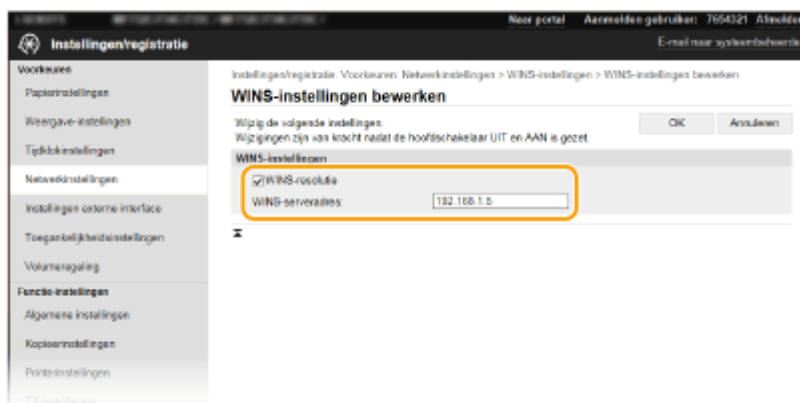 Naar portal Aanmelden gebruiker: 7654321 Afmelden
Instellingen/registratie
E-mail naar systeembeheerde
Voorkeuren
Papierinstellingen
Weergave-instellingen
Tijdklokinstellingen
Netwerkinstellingen
Instellingen externe interface
Toegankelijkheidsinstellingen
Volumeregeling
Functie-instellingen
Algemene instellingen
Kopieerinstellingen
Printerinstellingen
Instellingen/registratie: Voorkeuren: Netwerkinstellingen > WINS-instellingen > WINS-instellingen bewerken
WINS-instellingen bewerken
Wijzig de volgende instellingen.
Wijzigingen zijn van kracht nadat de hoofdschakelaar UIT en AAN is gezet.
OK Annuleren
WINS-instellingen
WINS-resolutie
WINS-serveradres: 192.168.1.5